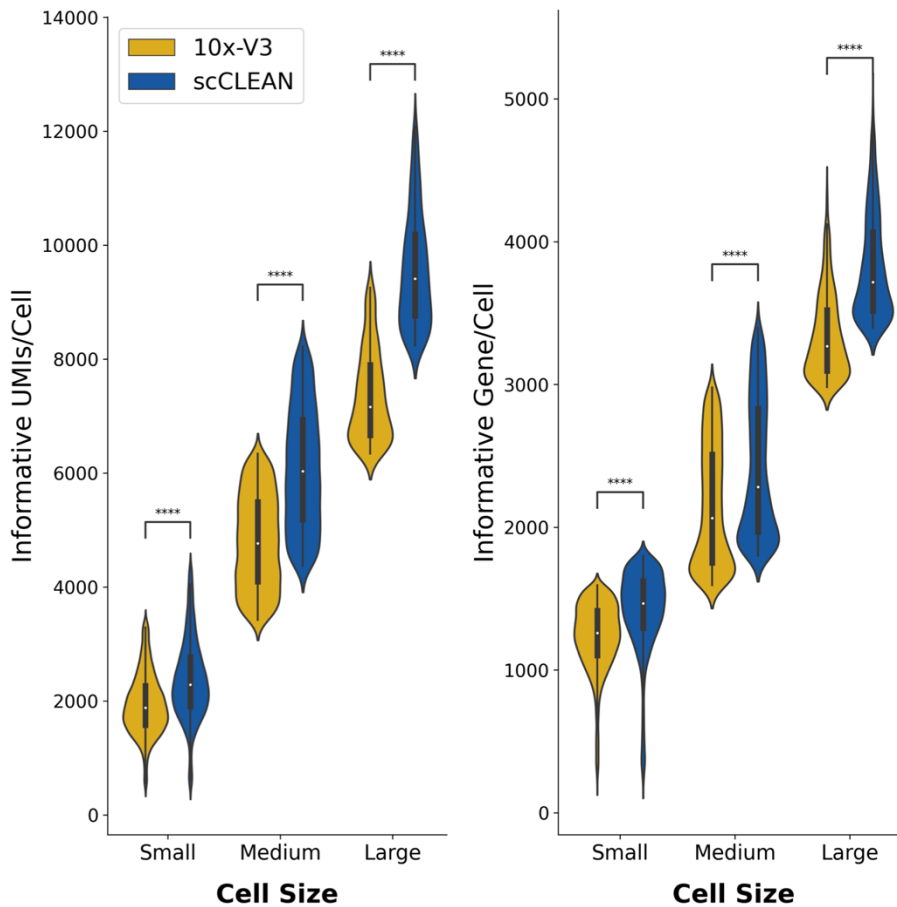 14000
12000
10000
8000
6000
4000
2000
0
Informative UMIs/Cell
10x-V3
scCLEAN
****
****
****
Small Medium Large
Cell Size
5000
4000
3000
2000
1000
0
Informative Gene/Cell
****
****
****
Small Medium Large
Cell Size